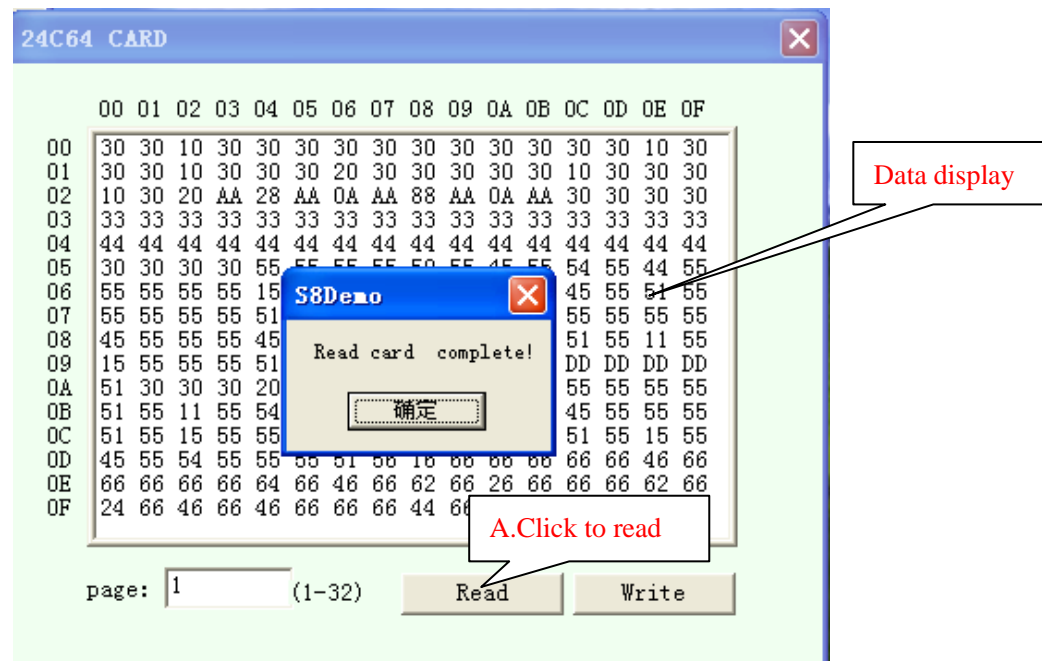 24C64 CARD
00 01 02 03 04 05 06 07 08 09 0A 0B 0C 0D 0E 0F
00 30 30 10 30 30 30 30 30 30 30 30 30 30 30 10 30
01 30 30 10 30 30 30 20 30 30 30 30 30 10 30 30 30
Data display
02 10 30 20 AA 28 AA 0A AA 88 AA 0A AA 30 30 30 30
03 33 33 33 33 33 33 33 33 33 33 33 33 33 33 33 33
04 44 44 44 44 44 44 44 44 44 44 44 44 44 44 44 44
05 30 30 30 30 55 54 55 44 55
06 55 55 55 55 15 45 55 51 55
S8Demo
07 55 55 55 55 51 55 55 55 55
08 45 55 55 55 45 51 55 11 55
Read card complete!
09 15 55 55 55 51 DD DD DD DD
0A 51 30 30 30 20 55 55 55 55
0B 51 55 11 55 54 45 55 55 55
确定
0C 51 55 15 55 55 51 55 15 55
0D 45 55 54 55 55 66 66 46 66
0E 66 66 66 66 64 66 46 66 62 66 26 66 66 66 62 66
0F 24 66 46 66 46 66 66 66 44
A.Click to read
page: 1 (1-32) Read Write